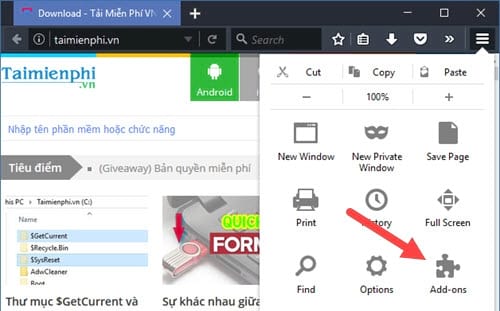 Download - Tải Miễn Phí VN
taimienphi.vn
Search
Taimienphi
.vn
Android
Nhập tên phần mềm hoặc chức năng
Tiêu điểm
(Giveaway) Bản quyền miễn phí
his PC › Taimienphi.vn (C:)
Name
$GetCurrent
$Recycle.Bin
$SysReset
AdwCleaner
Boot
QUICK
FORM
Thư mục $GetCurrent và
Sự khác nhau giữa
Cut
Copy
Paste
− 100% +
New Window
New Private
Window
Save Page
Print
History
Full Screen
Find
Options
Add-ons